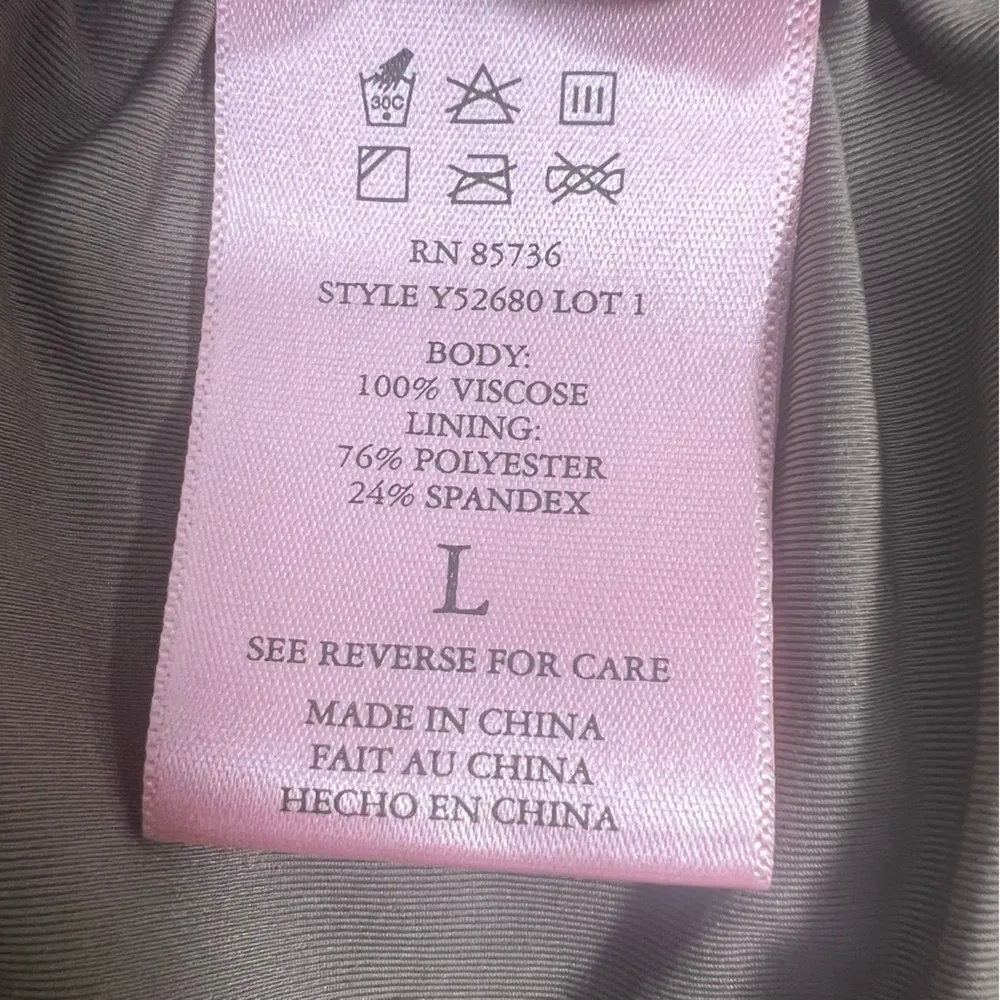 30C
RN 85736
STYLE Y52680 LOT 1
BODY:
100% VISCOSE
LINING:
76% POLYESTER
24% SPANDEX
L
SEE REVERSE FOR CARE
MADE IN CHINA
FAIT AU CHINA
HECHO EN CHINA